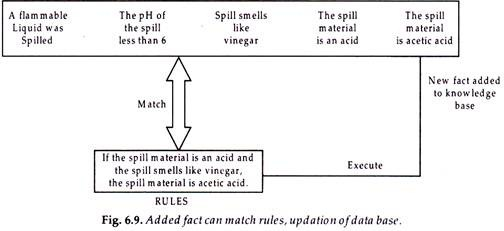 A flammable
Liquid was
Spilled
The pH of
the spill
less than 6
Spill smells
like
vinegar
The spill
material
is an acid
The spill
material
is acetic acid
New fact added
to knowledge
base
Match
If the spill material is an acid and
the spill smells like vinegar,
the spill material is acetic acid.
Execute
RULES
Fig. 6.9. Added fact can match rules, updation of data base.